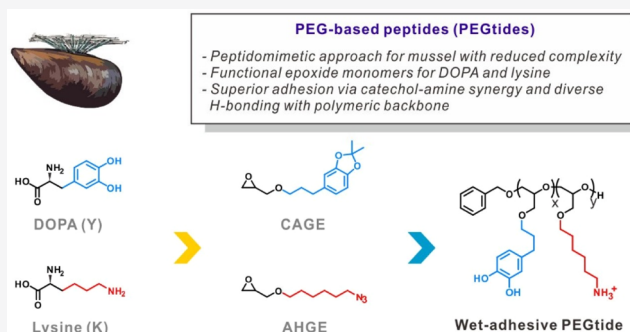 PEG-based peptides (PEGtides)
- Peptidomimetic approach for mussel with reduced complexity
- Functional epoxide monomers for DOPA and lysine
- Superior adhesion via catechol-amine synergy and diverse
H-bonding with polymeric backbone
NH2
OH
HO
OH
O
DOPA (Y)
O
O
O
O
CAGE
O
O
x
O
y
H
O
O
HO
OH
NH3+
Wet-adhesive PEGtide
NH2
HO
NH2
O
Lysine (K)
O
O
N3
AHGE